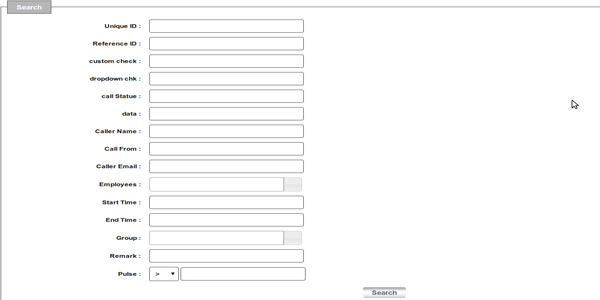 Search
Unique ID :
Reference ID :
custom check :
dropdown chk :
call Statue :
data :
Caller Name :
Call From :
Caller Email :
Employees :
Start Time :
End Time :
Group :
Remark :
Pulse : >
Search